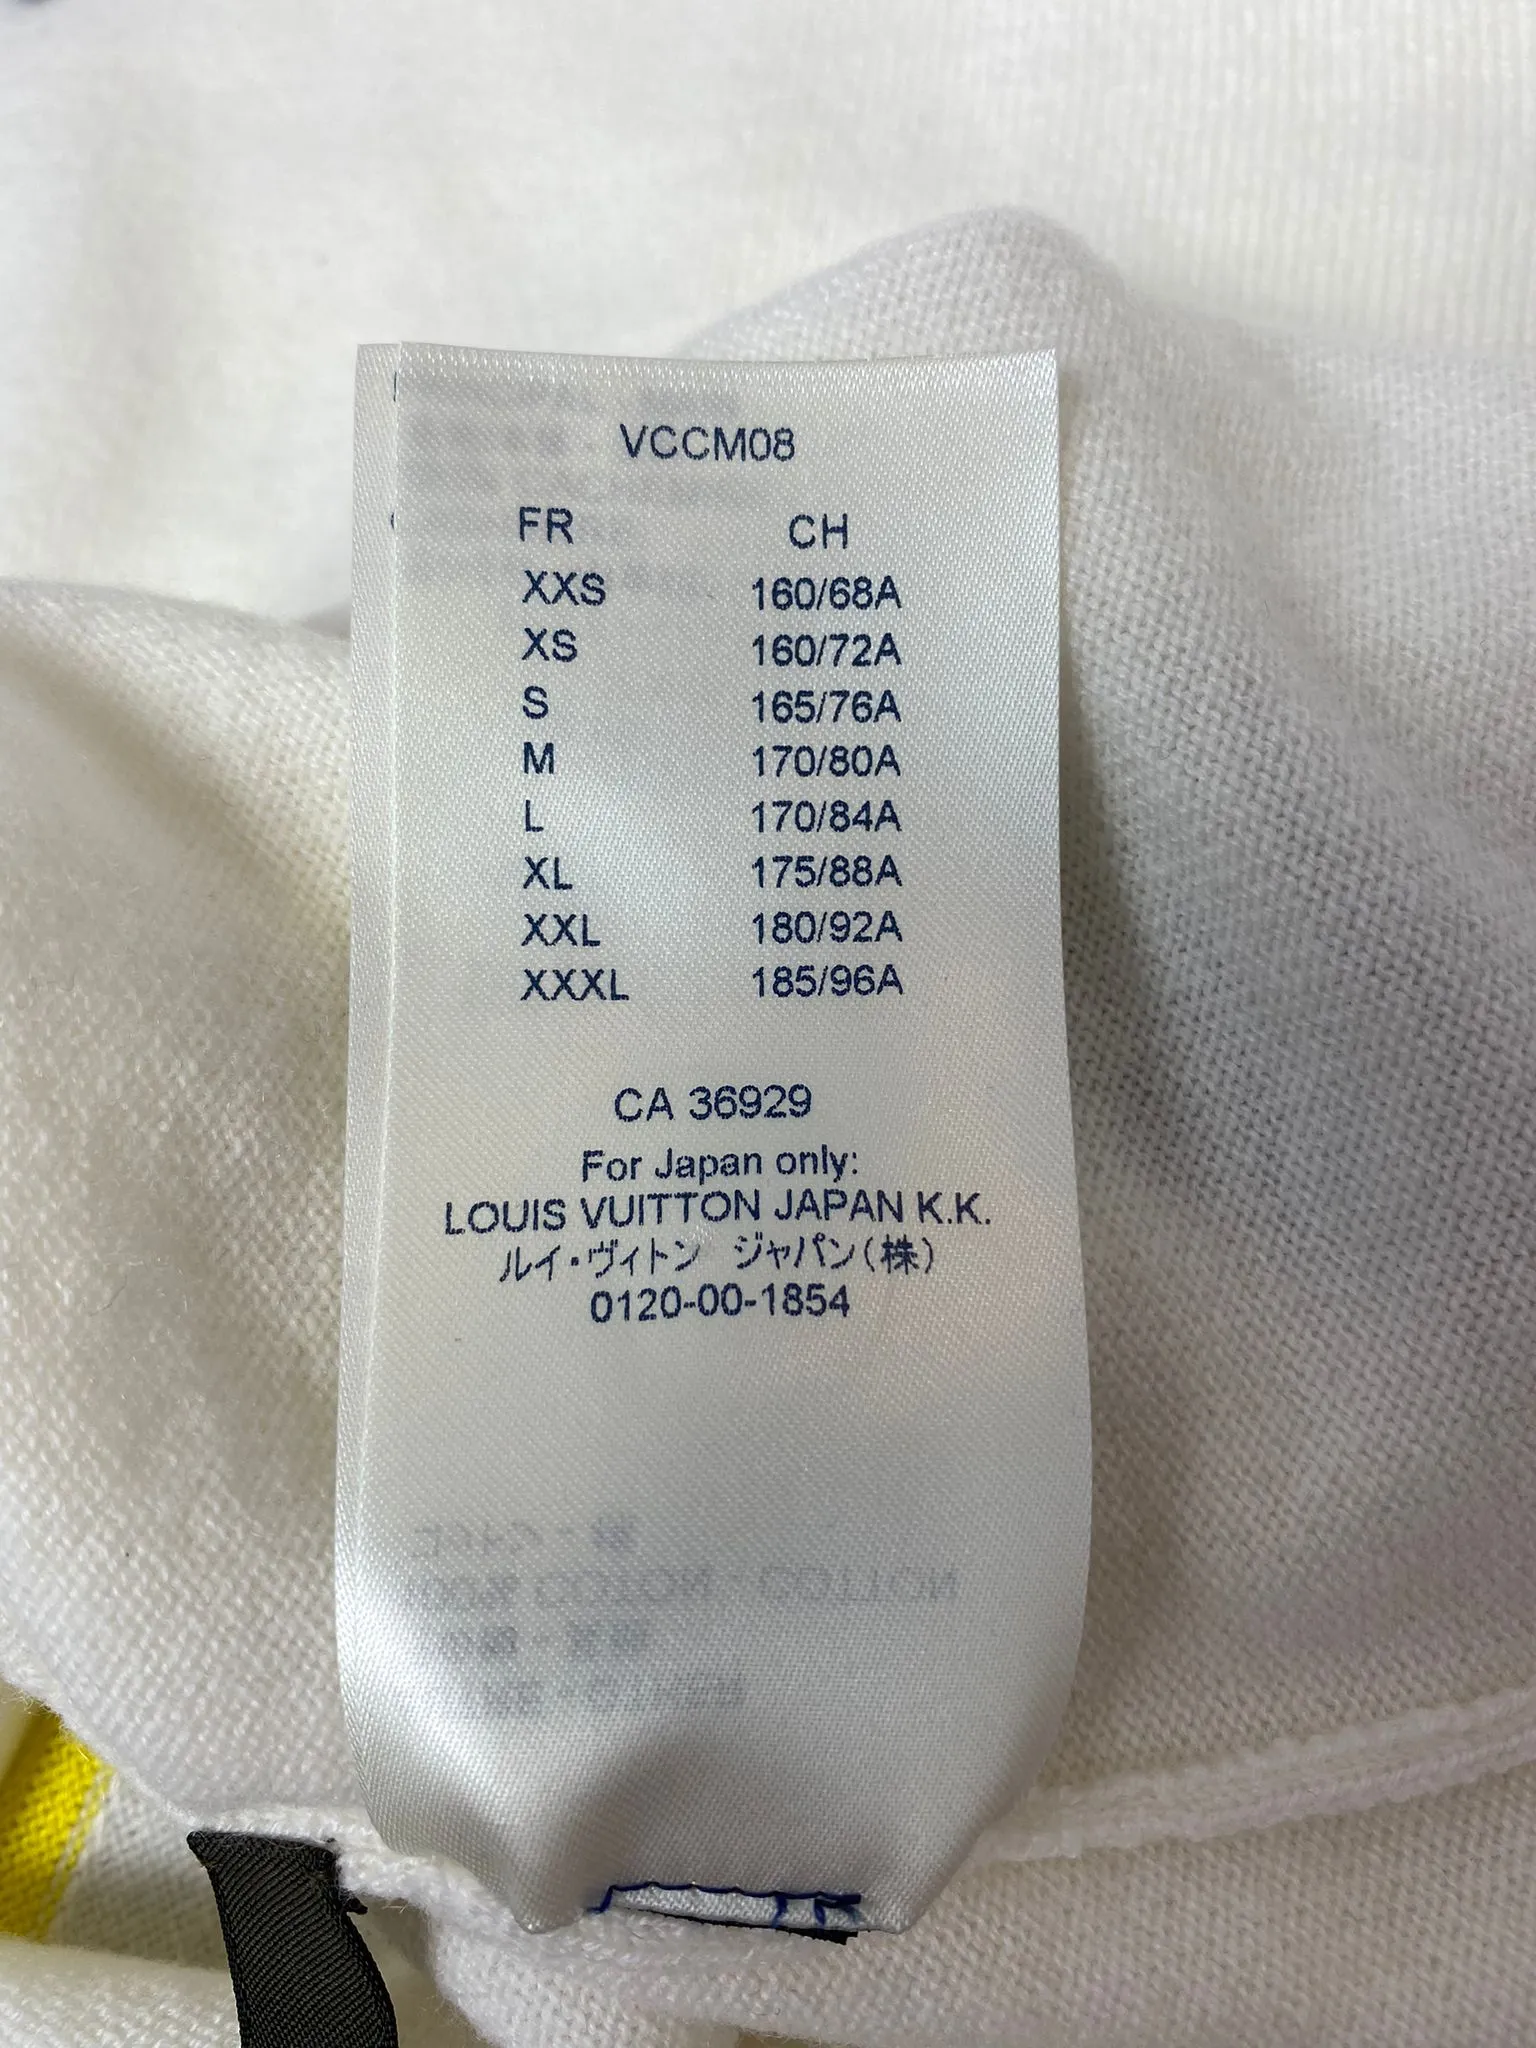 VCCM08
FR CH
XXS 160/68A
XS 160/72A
S 165/76A
M 170/80A
L 170/84A
XL 175/88A
XXL 180/92A
XXXL 185/96A
CA 36929
For Japan only:
LOUIS VUITTON JAPAN K.K.
ルイ・ヴィトン ジャパン(株)
0120-00-1854